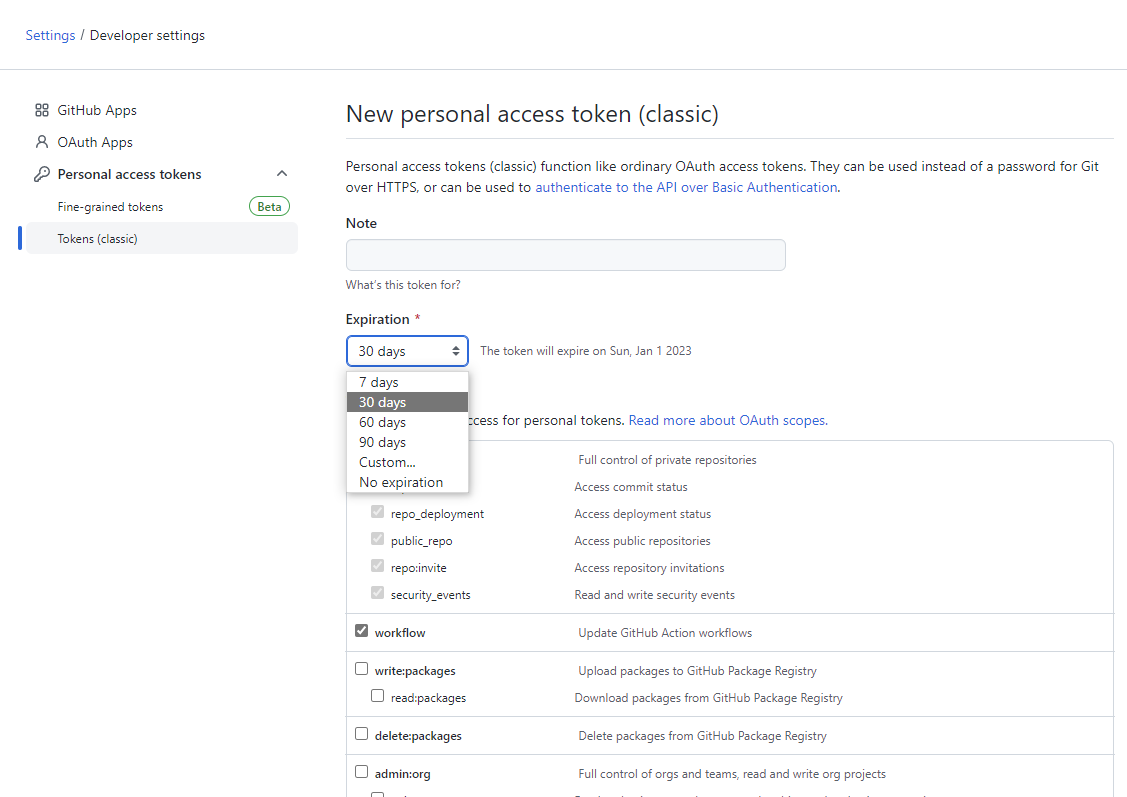 Settings / Developer settings
GitHub Apps
OAuth Apps
Personal access tokens
Fine-grained tokens Beta
Tokens (classic)
New personal access token (classic)
Personal access tokens (classic) function like ordinary OAuth access tokens. They can be used instead of a password for Git
over HTTPS, or can be used to authenticate to the API over Basic Authentication.
Note
What's this token for?
Expiration *
30 days The token will expire on Sun, Jan 1 2023
7 days
30 days
60 days
90 days
Custom...
No expiration
for personal tokens. Read more about OAuth scopes.
Full control of private repositories
Access commit status
repo_deployment Access deployment status
public_repo Access public repositories
repo:invite Access repository invitations
security_events Read and write security events
workflow Update GitHub Action workflows
write:packages Upload packages to GitHub Package Registry
read:packages Download packages from GitHub Package Registry
delete:packages Delete packages from GitHub Package Registry
admin:org Full control of orgs and teams, read and write org projects